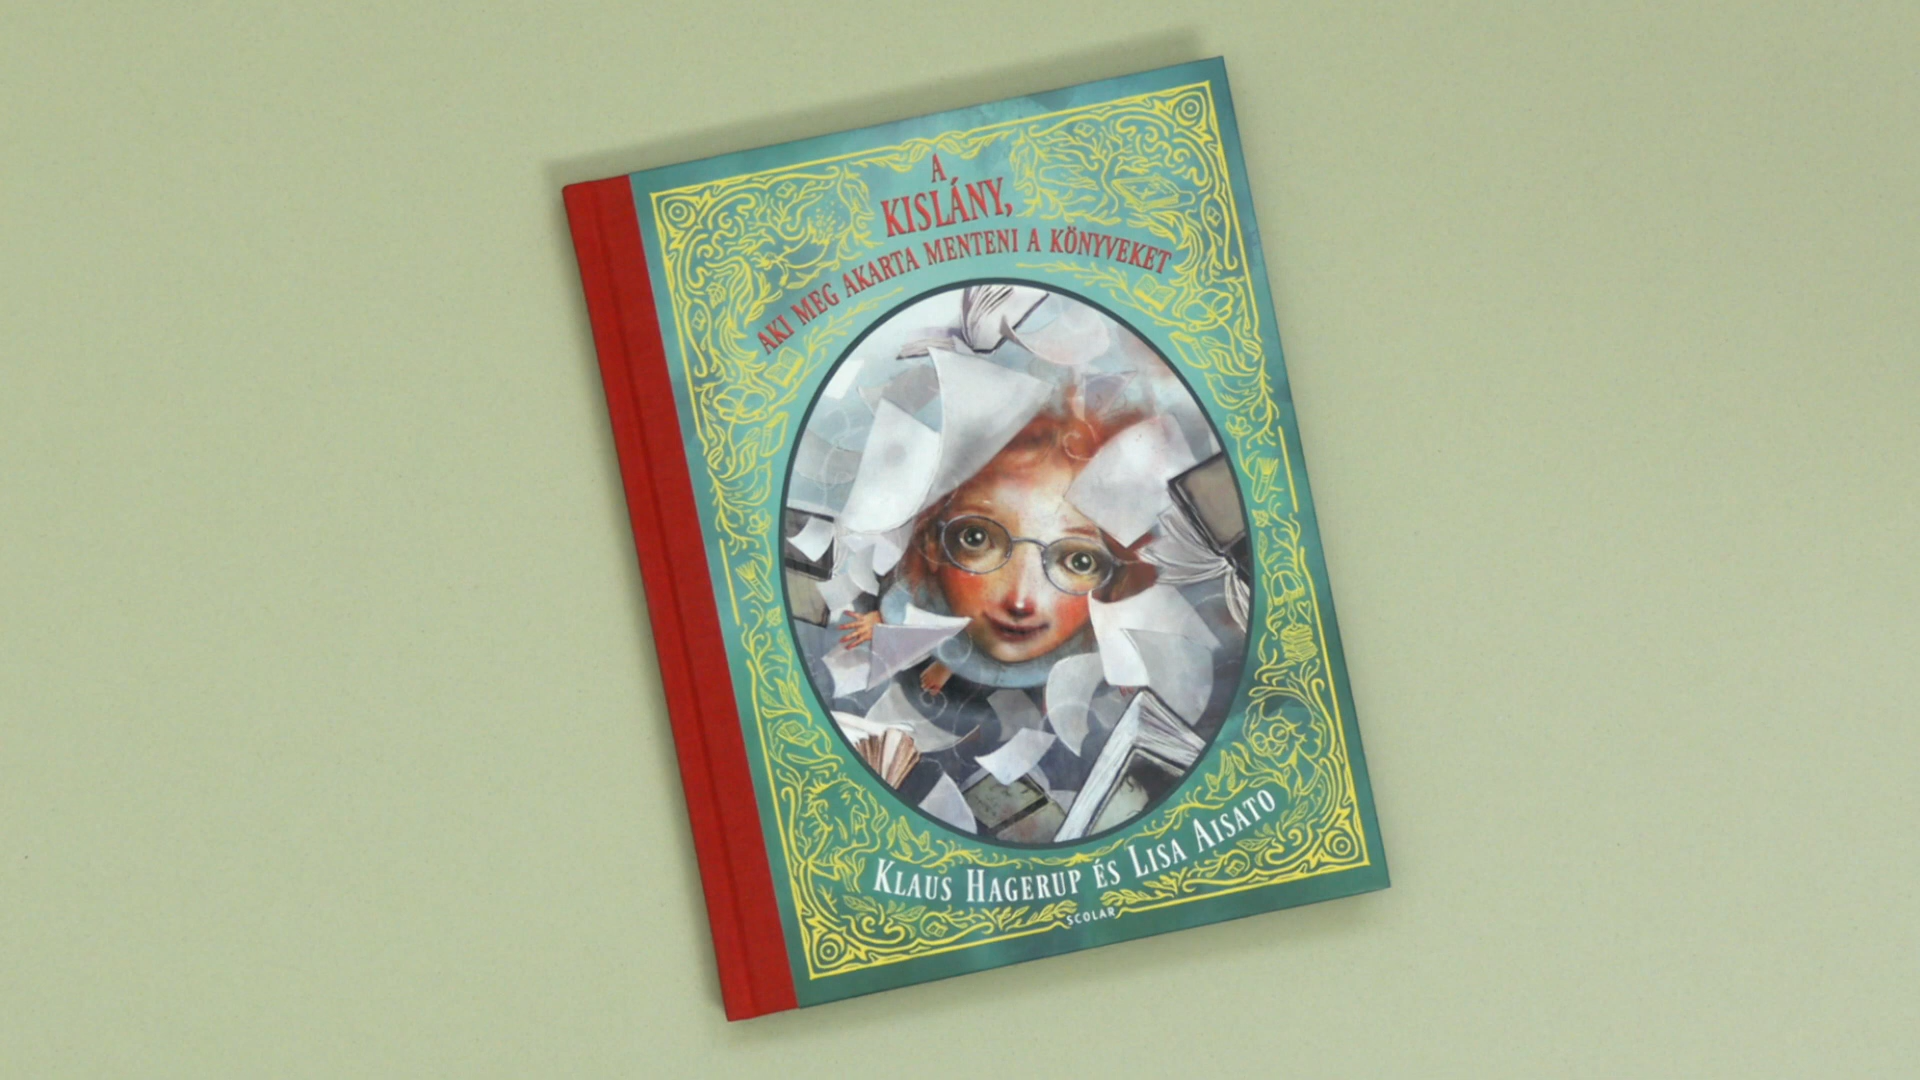 A
KISLÁNY,
AKI MEG AKARTA MENTENI A KÖNYVEKET
KLAUS HAGERUP ÉS LISA AISATO
SCOLAR